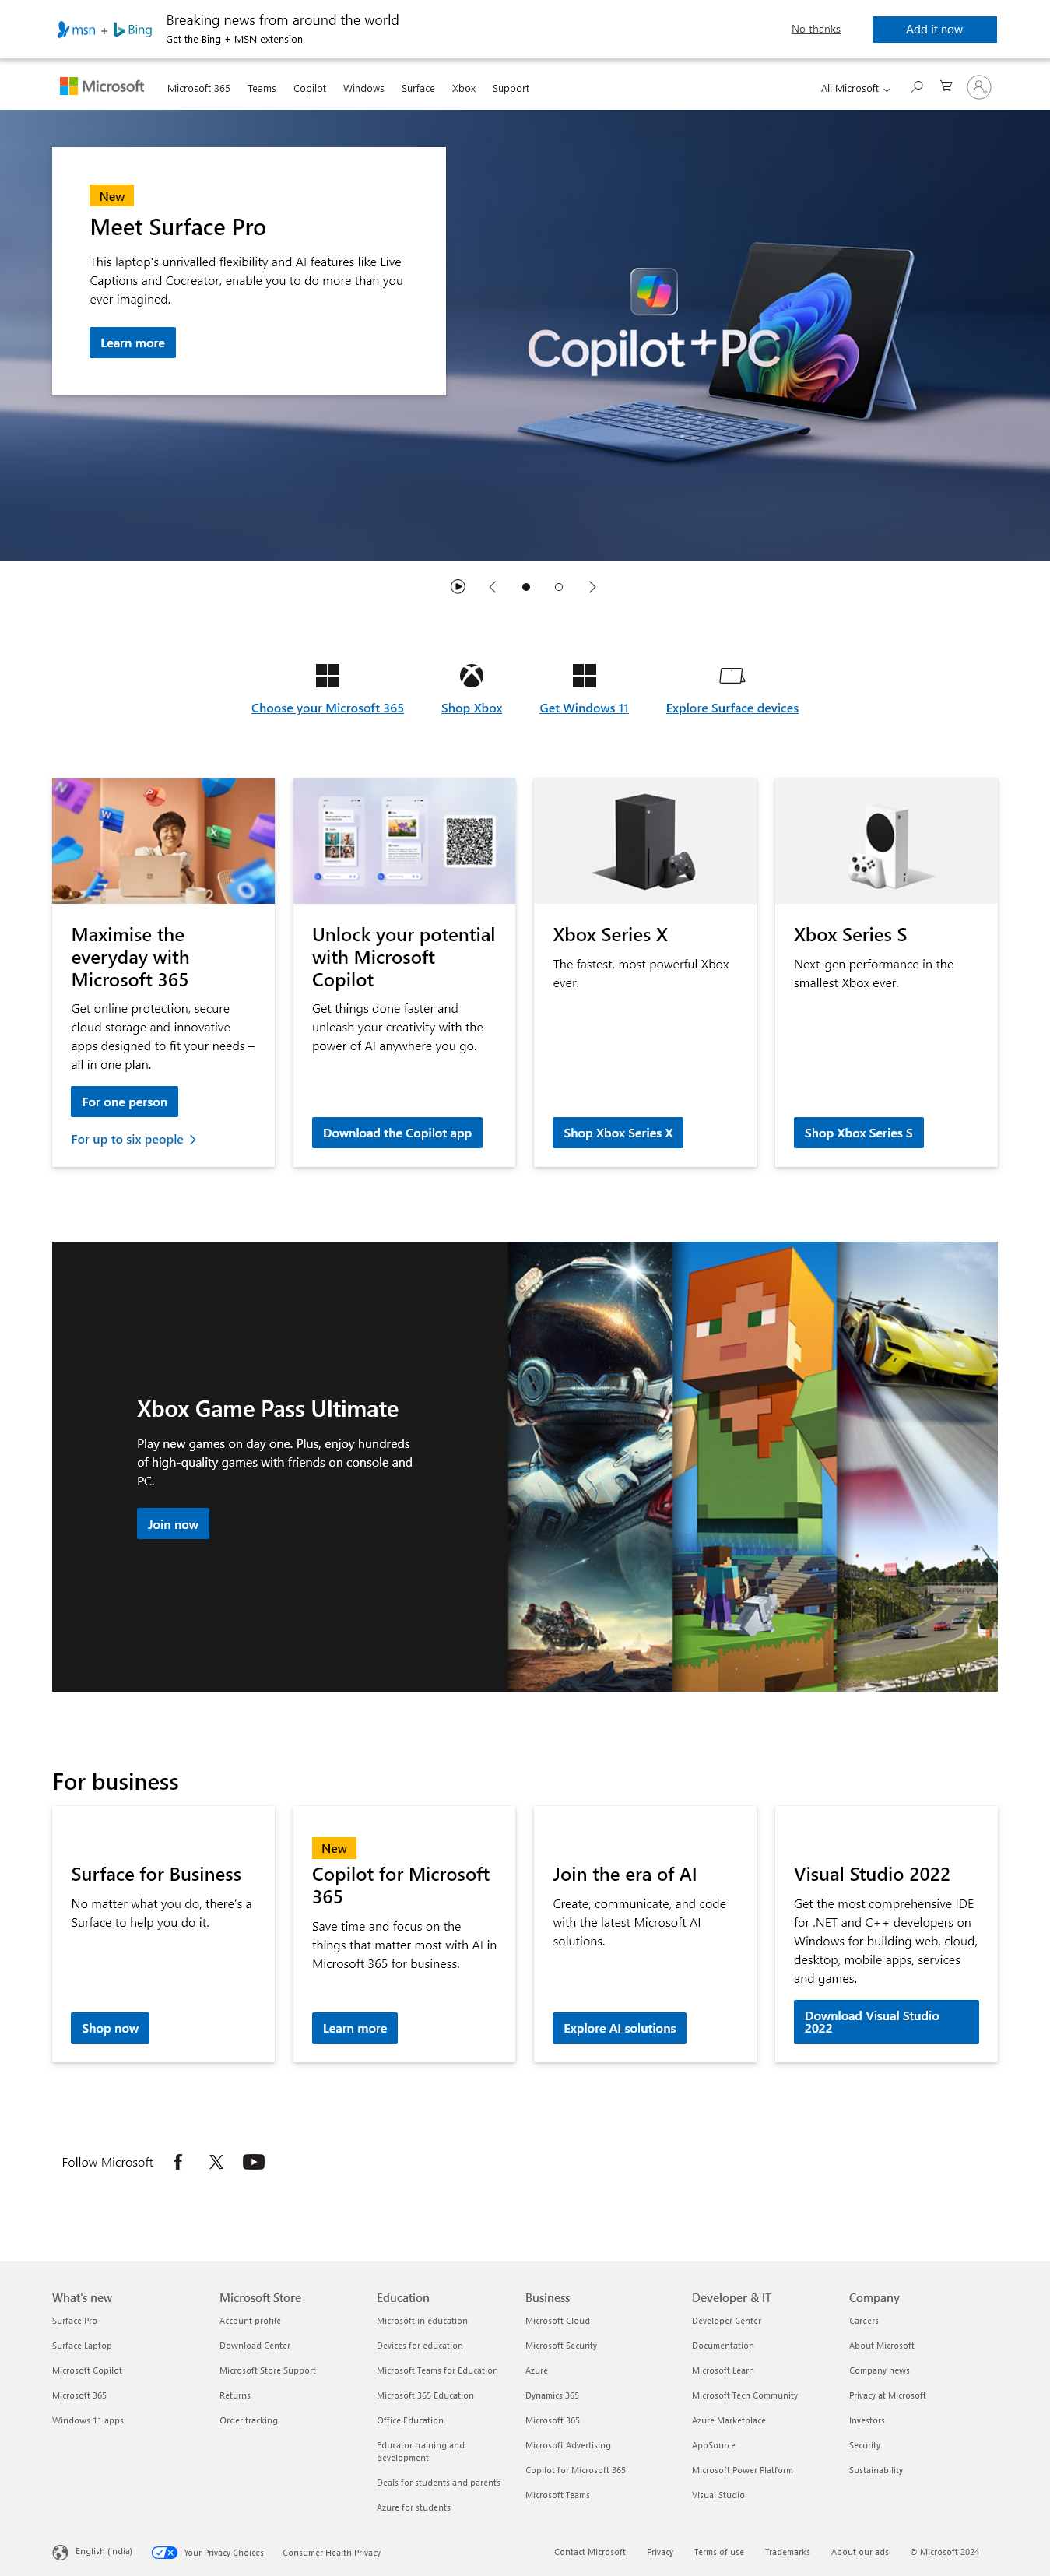 msn + Bing
Breaking news from around the world
Get the Bing + MSN extension
No thanks
Add it now
Microsoft
Microsoft 365 Teams Copilot Windows Surface Xbox Support
All Microsoft
New
Meet Surface Pro
This laptop's unrivalled flexibility and AI features like Live
Captions and Cocreator, enable you to do more than you
ever imagined.
Learn more
Copilot+PC
Choose your Microsoft 365
Shop Xbox
Get Windows 11
Explore Surface devices
Maximise the
everyday with
Microsoft 365
Get online protection, secure
cloud storage and innovative
apps designed to fit your needs –
all in one plan.
For one person
For up to six people
Unlock your potential
with Microsoft
Copilot
Get things done faster and
unleash your creativity with the
power of AI anywhere you go.
Download the Copilot app
Xbox Series X
The fastest, most powerful Xbox
ever.
Shop Xbox Series X
Xbox Series S
Next-gen performance in the
smallest Xbox ever.
Shop Xbox Series S
Xbox Game Pass Ultimate
Play new games on day one. Plus, enjoy hundreds
of high-quality games with friends on console and
PC.
Join now
For business
Surface for Business
No matter what you do, there's a
Surface to help you do it.
Shop now
New
Copilot for Microsoft
365
Save time and focus on the
things that matter most with AI in
Microsoft 365 for business.
Learn more
Join the era of AI
Create, communicate, and code
with the latest Microsoft AI
solutions.
Explore AI solutions
Visual Studio 2022
Get the most comprehensive IDE
for .NET and C++ developers on
Windows for building web, cloud,
desktop, mobile apps, services
and games.
Download Visual Studio
2022
Follow Microsoft
What's new
Surface Pro
Surface Laptop
Microsoft Copilot
Microsoft 365
Windows 11 apps
Microsoft Store
Account profile
Download Center
Microsoft Store Support
Returns
Order tracking
Education
Microsoft in education
Devices for education
Microsoft Teams for Education
Microsoft 365 Education
Office Education
Educator training and
development
Deals for students and parents
Azure for students
Business
Microsoft Cloud
Microsoft Security
Azure
Dynamics 365
Microsoft 365
Microsoft Advertising
Copilot for Microsoft 365
Microsoft Teams
Developer & IT
Developer Center
Documentation
Microsoft Learn
Microsoft Tech Community
Azure Marketplace
AppSource
Microsoft Power Platform
Visual Studio
Company
Careers
About Microsoft
Company news
Privacy at Microsoft
Investors
Security
Sustainability
English (India)
Your Privacy Choices
Consumer Health Privacy
Contact Microsoft
Privacy
Terms of use
Trademarks
About our ads
© Microsoft 2024